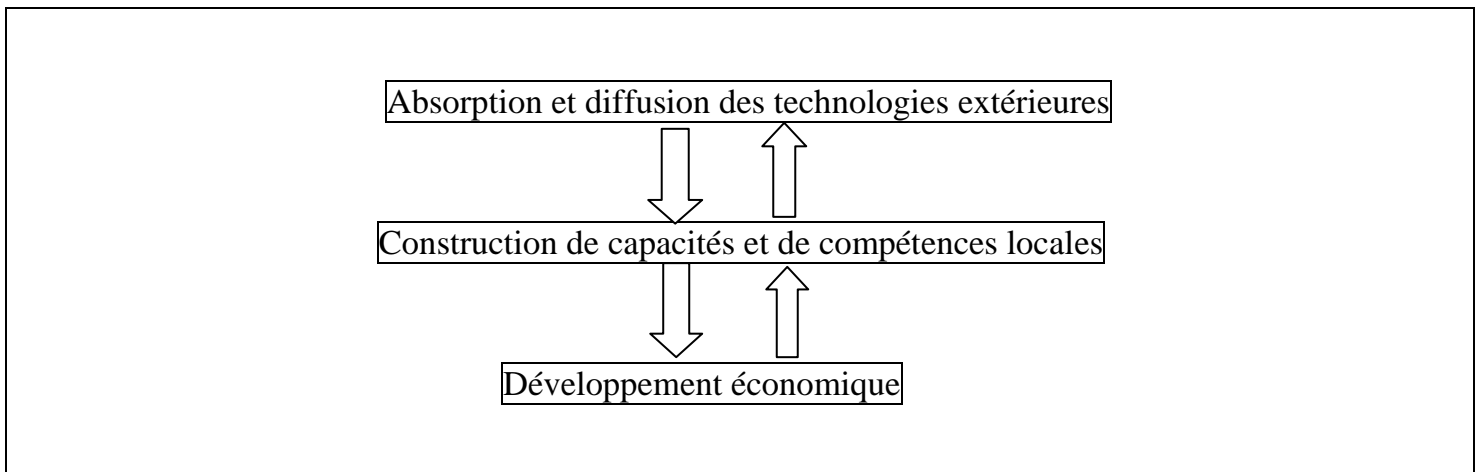 Absorption et diffusion des technologies extérieures
Construction de capacités et de compétences locales
Développement économique